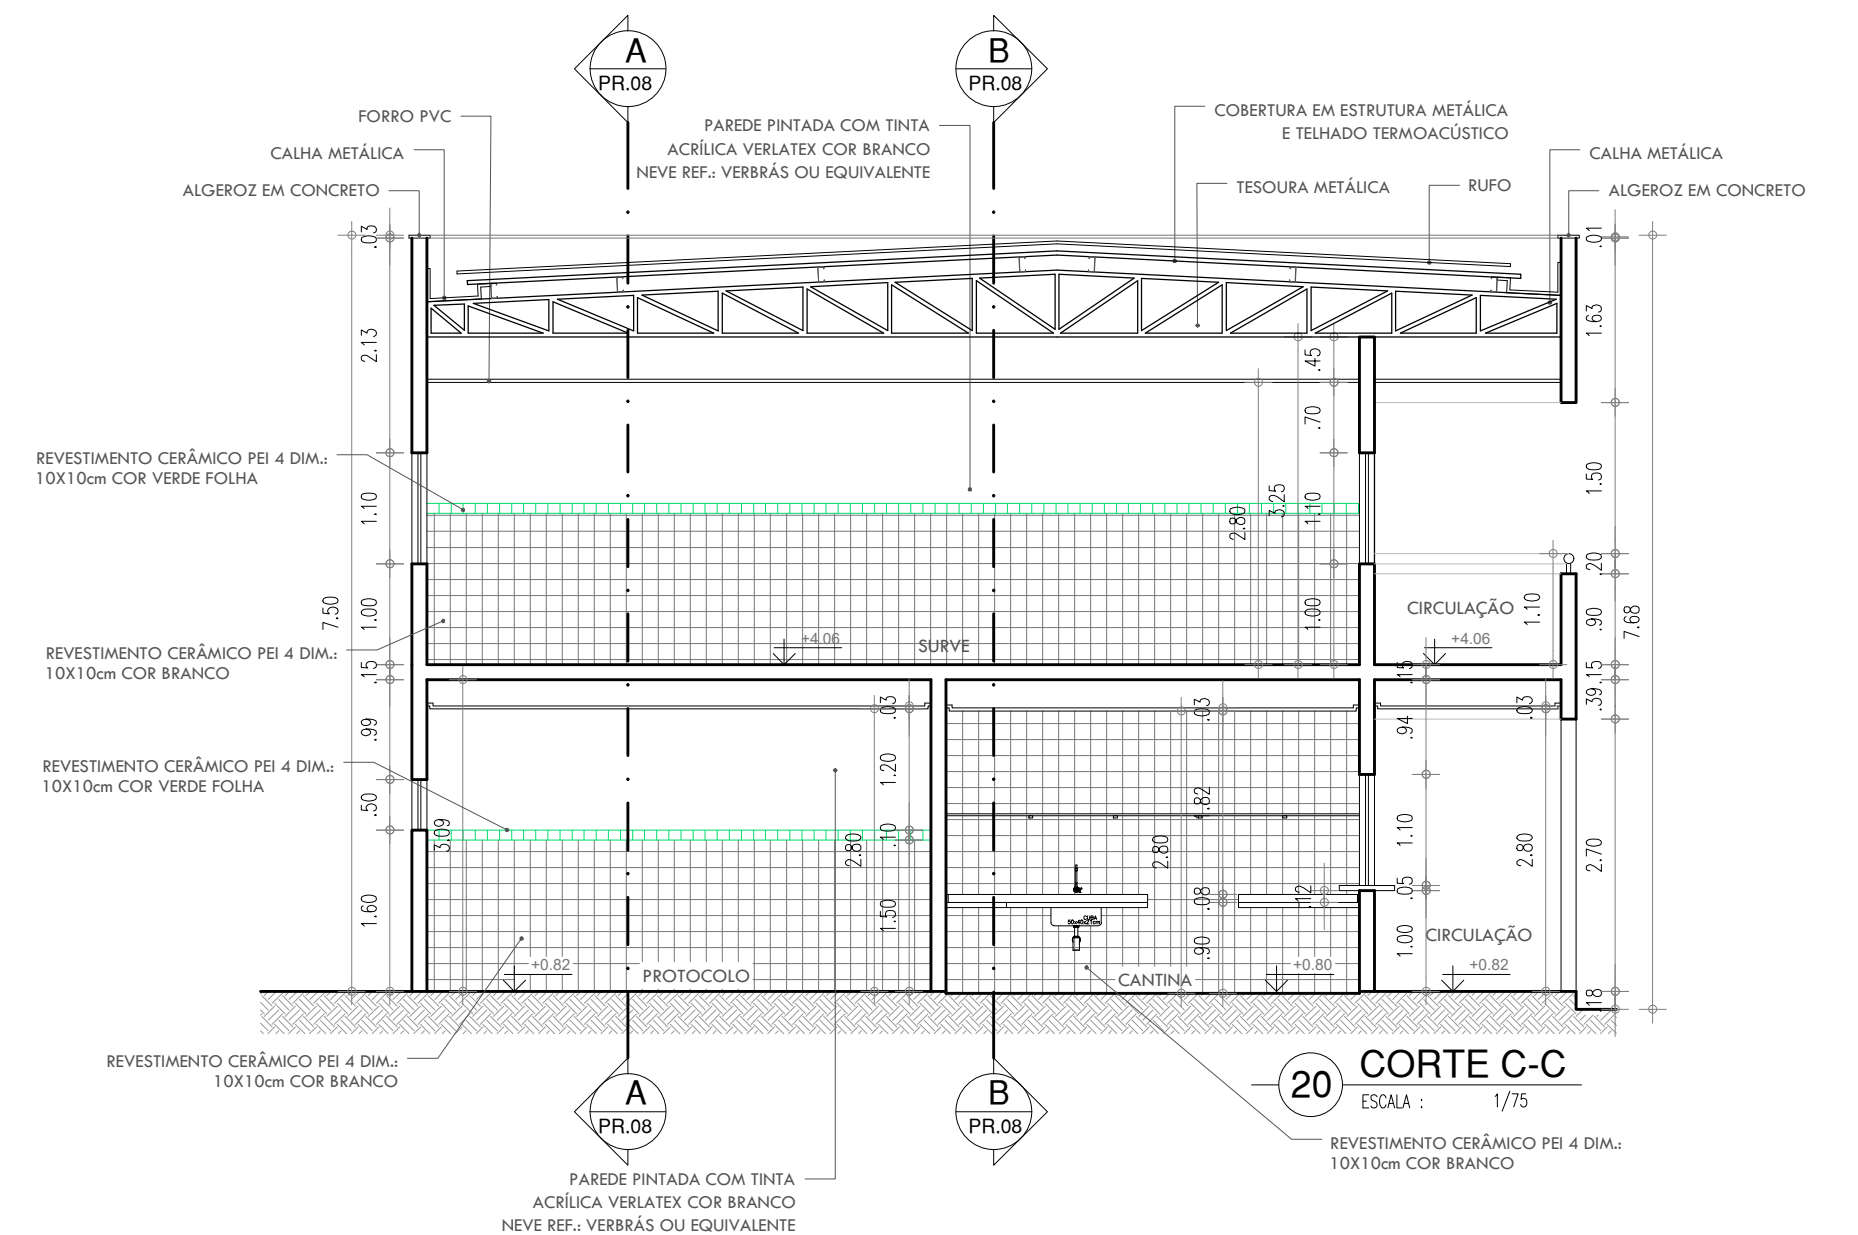 A
PR.08
B
PR.08
FORRO PVC
CALHA METÁLICA
ALGEROZ EM CONCRETO
PAREDE PINTADA COM TINTA
ACRÍLICA VERLATEX COR BRANCO
NEVE REF.: VERBRÁS OU EQUIVALENTE
COBERTURA EM ESTRUTURA METÁLICA
E TELHADO TERMOACÚSTICO
TESOURA METÁLICA
RUFO
CALHA METÁLICA
ALGEROZ EM CONCRETO
.03
2.13
1.10
1.00
.15
.99
.50
1.60
7.50
3.09
REVESTIMENTO CERÂMICO PEI 4 DIM.:
10X10cm COR VERDE FOLHA
REVESTIMENTO CERÂMICO PEI 4 DIM.:
10X10cm COR BRANCO
REVESTIMENTO CERÂMICO PEI 4 DIM.:
10X10cm COR VERDE FOLHA
.45
.70
1.10
1.00
3.25
2.80
+4.06
SURVE
CIRCULAÇÃO
+4.06
1.10
.01
1.63
1.50
.20
.90
.15
.39
2.70
.18
7.68
.03
1.20
.10
1.50
2.80
.03
1.82
.08
.90
2.80
.12
.15
.94
1.10
.05
1.00
.03
2.80
CUBA
50x40x21cm
+0.82
PROTOCOLO
CANTINA
+0.80
CIRCULAÇÃO
+0.82
REVESTIMENTO CERÂMICO PEI 4 DIM.:
10X10cm COR BRANCO
A
PR.08
B
PR.08
20
CORTE C-C
ESCALA : 1/75
REVESTIMENTO CERÂMICO PEI 4 DIM.:
10X10cm COR BRANCO
PAREDE PINTADA COM TINTA
ACRÍLICA VERLATEX COR BRANCO
NEVE REF.: VERBRÁS OU EQUIVALENTE